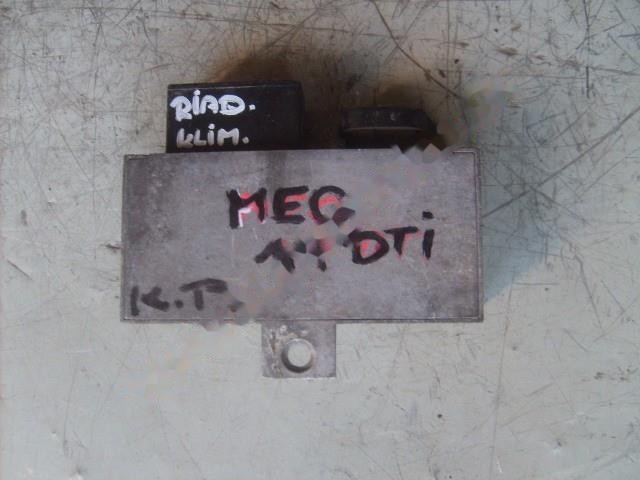 RIAD.
KLIM.
MEG.
DTI
K.P.